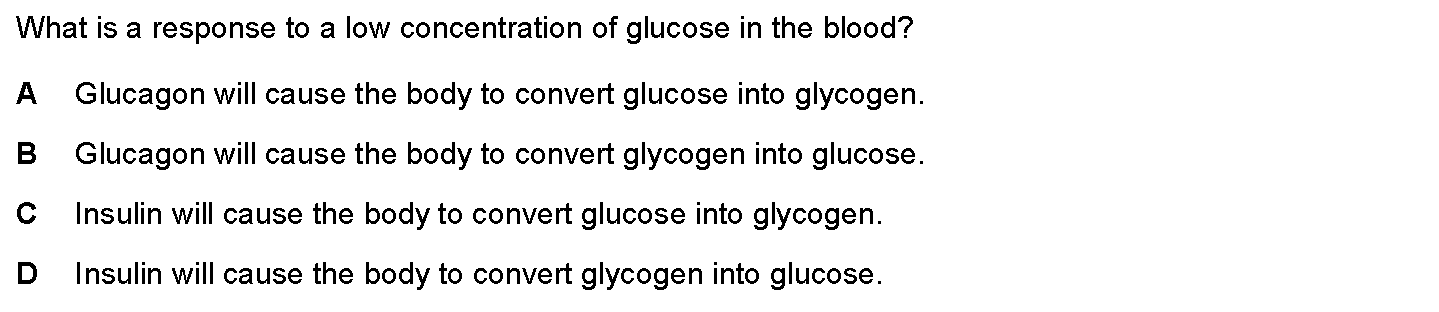 What is a response to a low concentration of glucose in the blood?
A Glucagon will cause the body to convert glucose into glycogen.
B Glucagon will cause the body to convert glycogen into glucose.
C Insulin will cause the body to convert glucose into glycogen.
D Insulin will cause the body to convert glycogen into glucose.